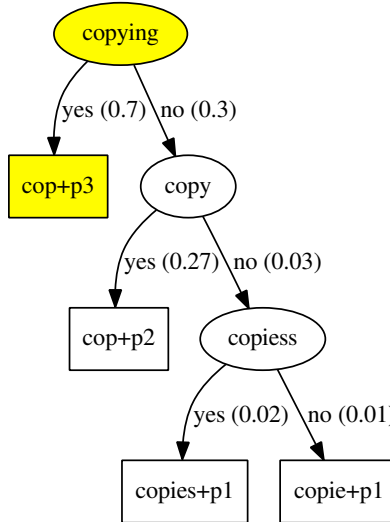 copying
yes (0.7) no (0.3)
cop+p3
copy
yes (0.27) no (0.03)
cop+p2
copiess
yes (0.02) no (0.01)
copies+p1
copie+p1